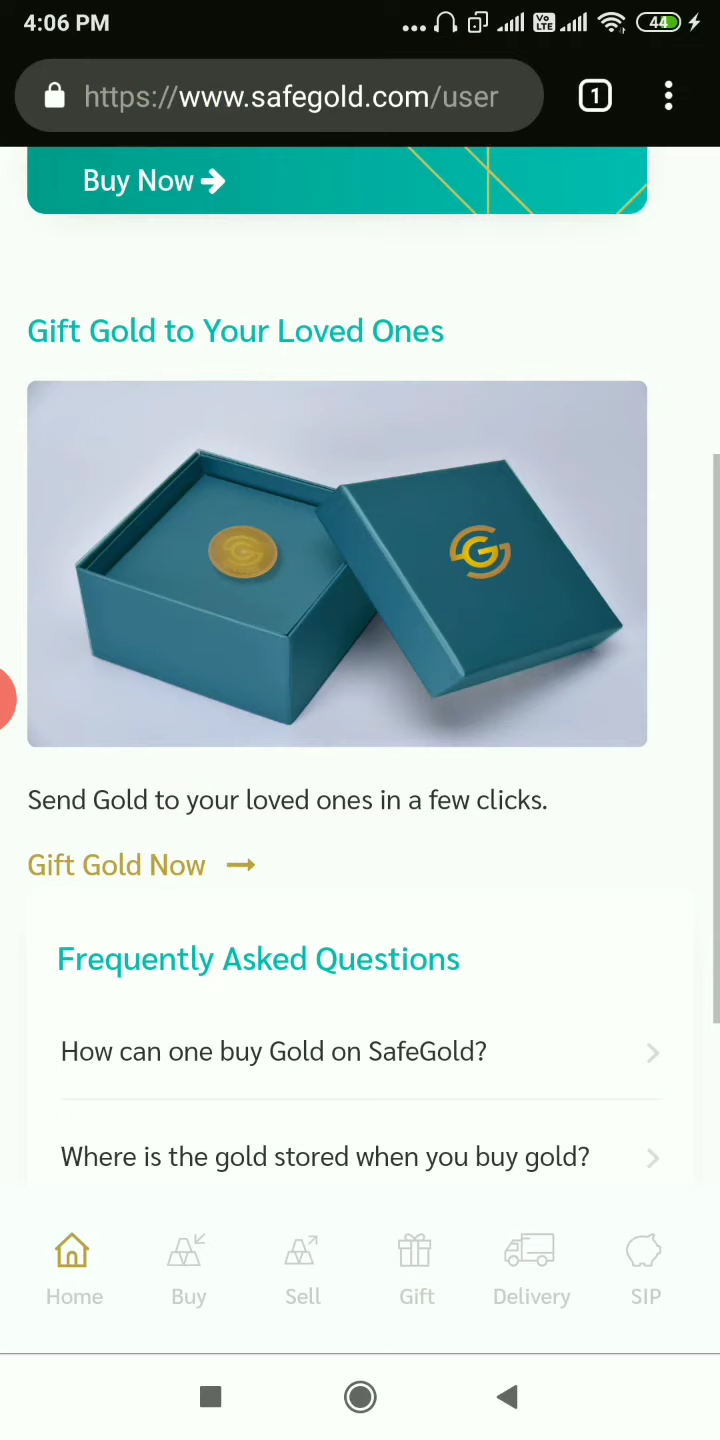 4:06 PM
Vo LTE
44
https://www.safegold.com/user
1
Buy Now
Gift Gold to Your Loved Ones
G
Send Gold to your loved ones in a few clicks.
Gift Gold Now
Frequently Asked Questions
How can one buy Gold on SafeGold?
Where is the gold stored when you buy gold?
Home Buy Sell Gift Delivery SIP